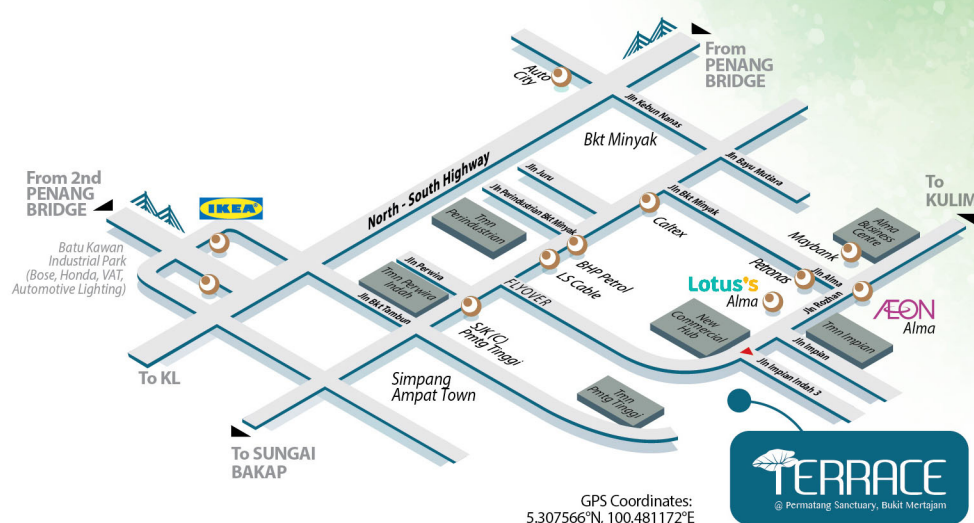 From
PENANG
BRIDGE
Auto
City
Jln Kebun Nanas
Bkt Minyak
Jln Bayu Mutiara
North - South Highway
Jln Juru
Jln Perindustrian Bkt Minyak
Jln Bkt Minyak
From 2nd
PENANG
BRIDGE
IKEA
To
KULIM
Batu Kawan
Industrial Park
(Bose, Honda, VAT,
Automotive Lighting)
Tmn
Perindustrian
Caltex
Maybank
Alma
Business
Centre
Jln Perwira
Tmn Perwira
Indah
BHP Petrol
LS Cable
FLYOVER
Petronas
Jln Alma
Lotus's
Alma
Jln Rozhan
AEON
Alma
Jln Bkt Tambun
SJK (C)
Pmtg Tinggi
New
Commercial
Hub
Tmn Impian
Jln Impian
Jln Impian Indah 3
To KL
Simpang
Ampat Town
Tmn
Pmtg Tinggi
To SUNGAI
BAKAP
TERRACE
@ Permatang Sanctuary, Bukit Mertajam
GPS Coordinates:
5.307566°N, 100.481172°E